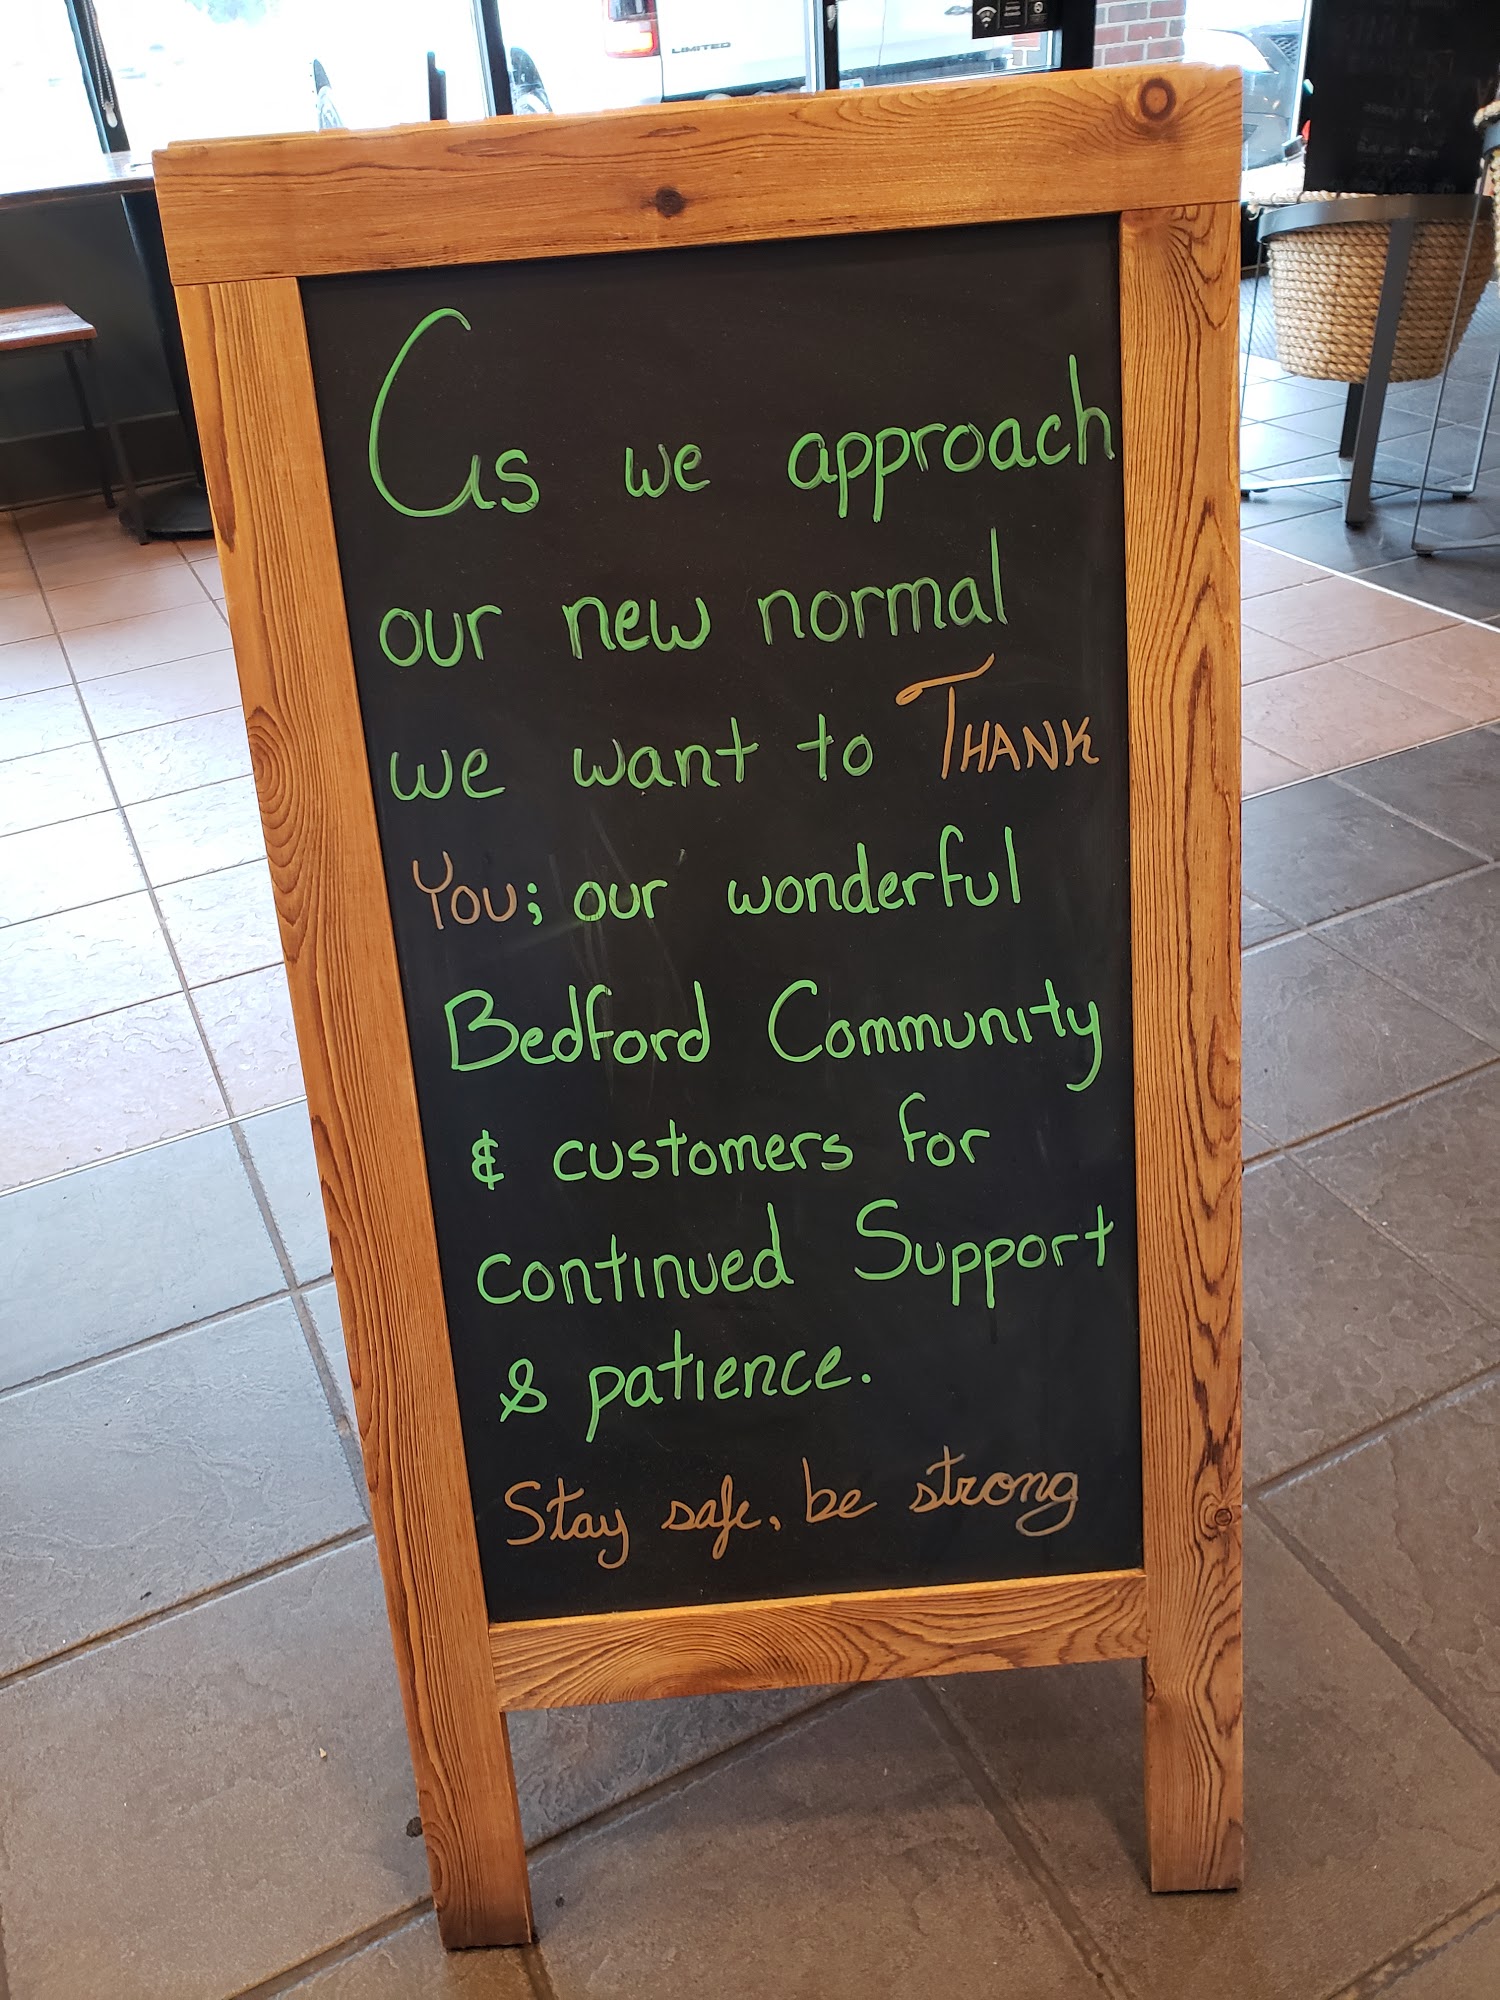 LIMITED
As we approach
our new normal
we want to THANK
YOU; our wonderful
Bedford Community
& customers for
continued Support
& patience.
Stay safe, be strong